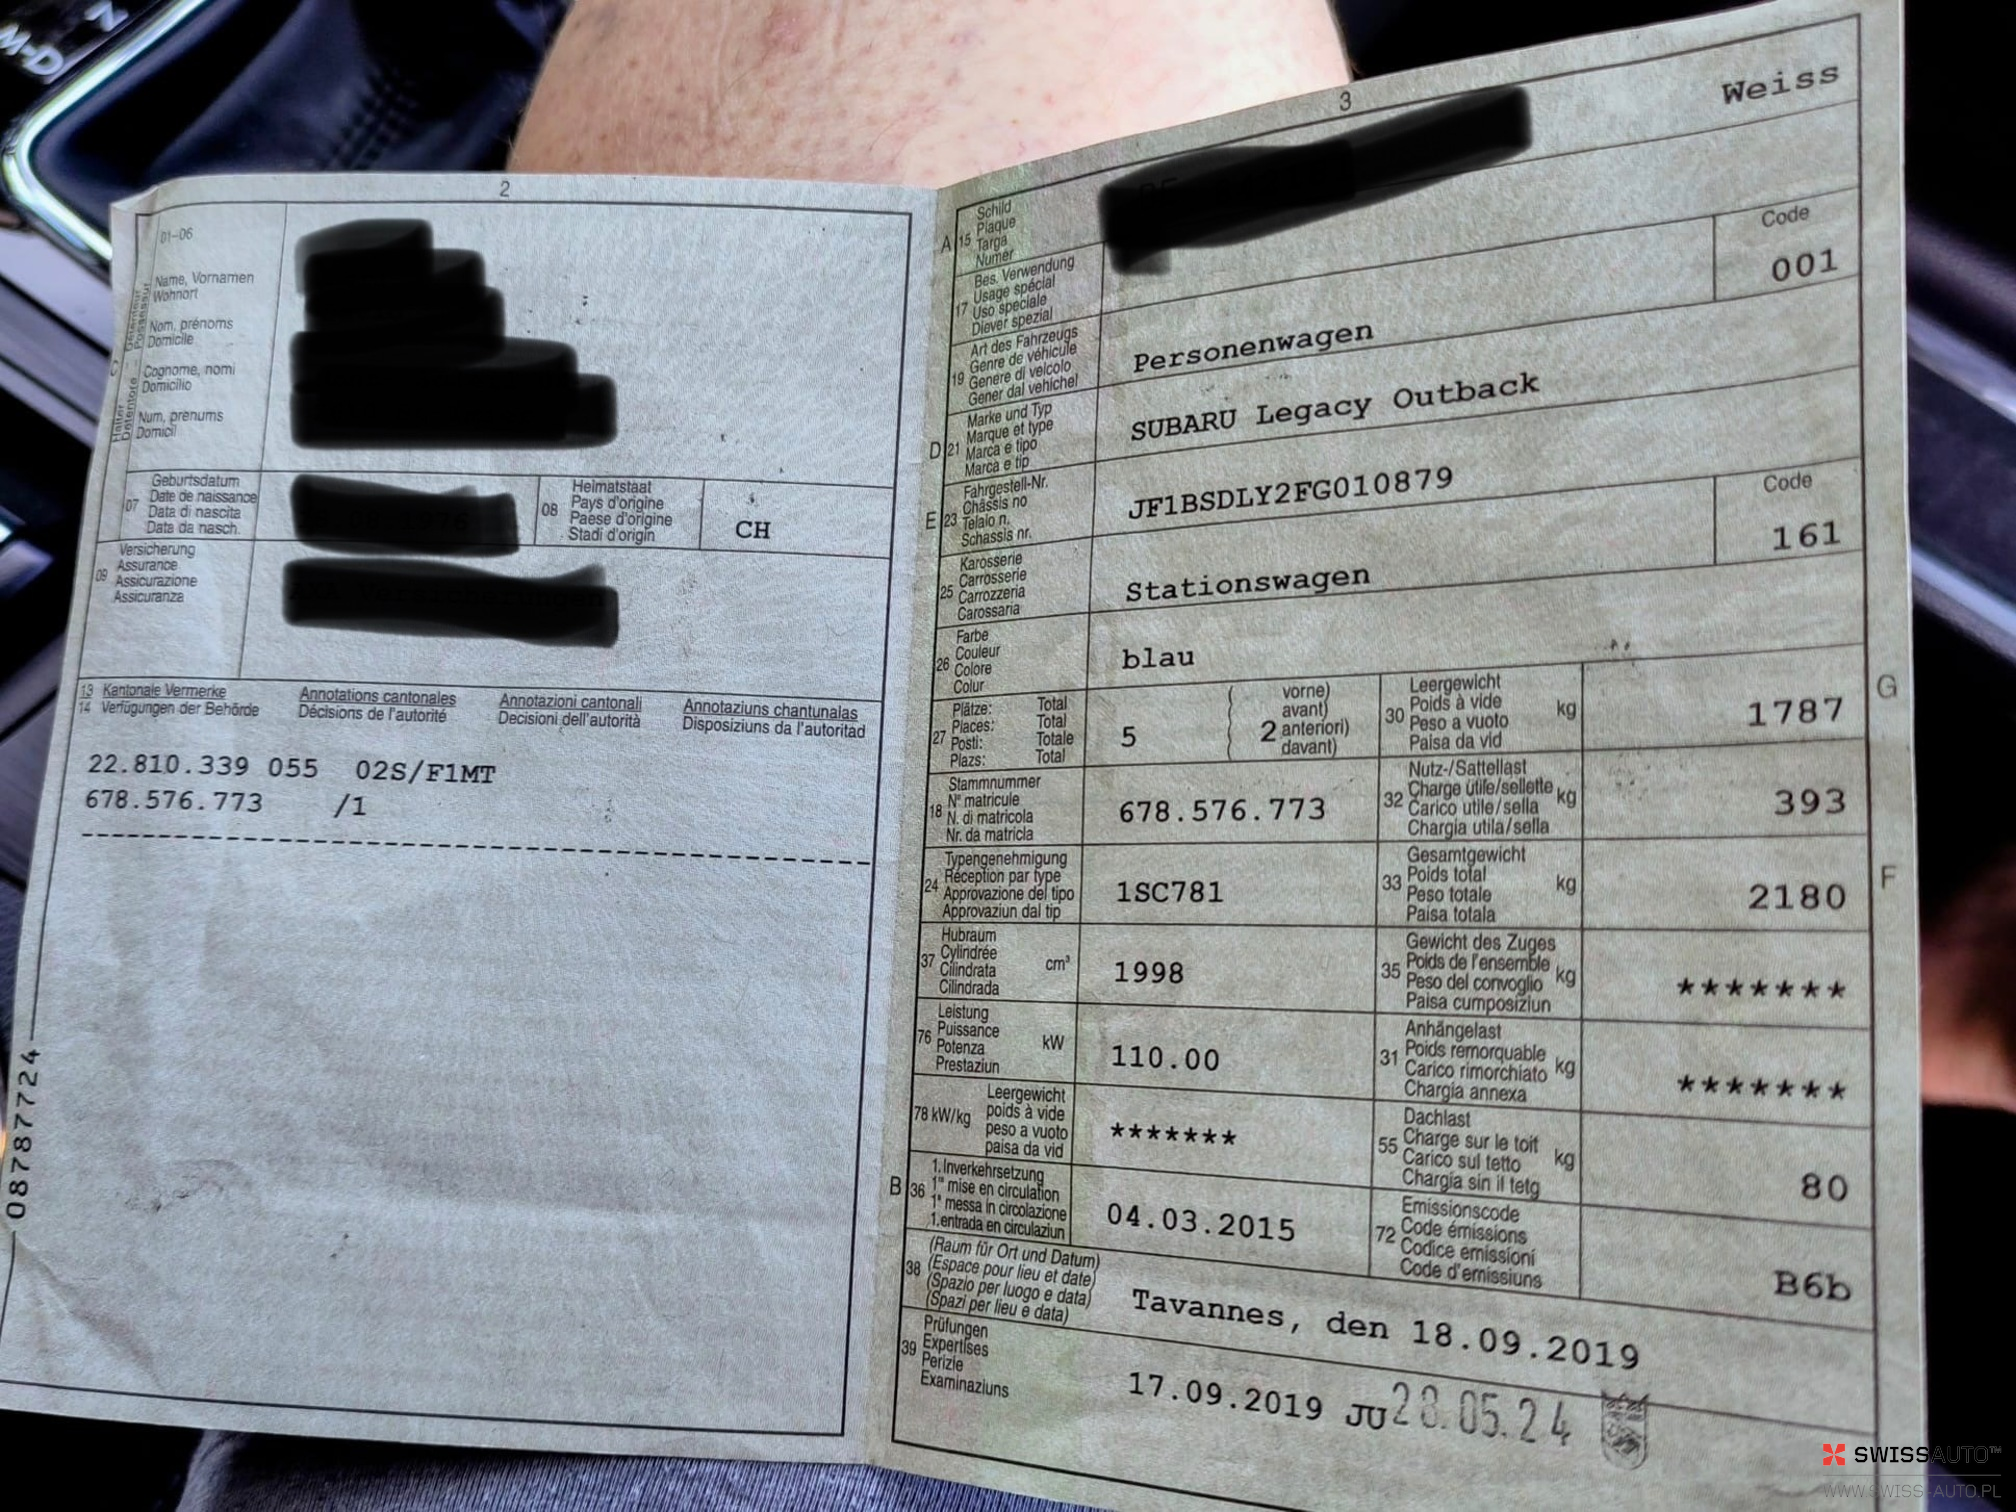 N
M-D
2
01-06
Name, Vornamen
Wohnort
Nom, prénoms
Domicile
Cognome, nomi
Domicilio
Num, prenums
Domicil
07
Geburtsdatum
Date de naissance
Data di nascita
Data da nasch.
08
Heimatstaat
Pays d'origine
Paese d'origine
Stadi d'origin
CH
09
Versicherung
Assurance
Assicurazione
Assicuranza
13 Kantonale Vermerke Annotations cantonales Annotazioni cantonali Annotaziuns chantunalas
14 Verfügungen der Behörde Décisions de l'autorité Decisioni dell'autorità Disposiziuns da l'autoritad
22.810.339 055 02S/F1MT
678.576.773 /1
087877724
3
Weiss
A 15
Schild
Plaque
Targa
Numer
17
Bes. Verwendung
Usage spécial
Uso speciale
Diever spezial
Code
001
19
Art des Fahrzeugs
Genre de véhicule
Genere di veicolo
Gener dal vehichel
Personenwagen
D 21
Marke und Typ
Marque et type
Marca e tipo
Marca e tip
SUBARU Legacy Outback
E 23
Fahrgestell-Nr.
Châssis no
Telaio n.
Schassis nr.
JF1BSDLY2FG010879
Code
161
25
Karosserie
Carrosserie
Carrozzeria
Carossaria
Stationswagen
26
Farbe
Couleur
Colore
Colur
blau
27
Plätze: Total
Places: Total
Posti: Totale
Plazs: Total
5
2
vorne)
avant)
anteriori)
davant)
30
Leergewicht
Poids à vide
Peso a vuoto
Paisa da vid
kg
1787
G
18
Stammnummer
N° matricule
N. di matricola
Nr. da matricla
678.576.773
32
Nutz-/Sattellast
Charge utile/sellette
Carico utile/sella
Chargia utila/sella
kg
393
24
Typengenehmigung
Réception par type
Approvazione del tipo
Approvaziun dal tip
1SC781
33
Gesamtgewicht
Poids total
Peso totale
Paisa totala
kg
2180
F
37
Hubraum
Cylindrée
Cilindrata
Cilindrada
cm³
1998
35
Gewicht des Zuges
Poids de l'ensemble
Peso del convoglio
Paisa cumposiziun
kg
*******
76
Leistung
Puissance
Potenza
Prestaziun
kW
110.00
31
Anhängelast
Poids remorquable
Carico rimorchiato
Chargia annexa
kg
*******
78 kW/kg
Leergewicht
poids à vide
peso a vuoto
paisa da vid
*******
55
Dachlast
Charge sur le toit
Carico sul tetto
Chargia sin il tetg
kg
80
B 36
1. Inverkehrsetzung
1re mise en circulation
1a messa in circolazione
1. entrada en circulaziun
04.03.2015
72
Emissionscode
Code émissions
Codice emissioni
Code d'emissiuns
B6b
38
(Raum für Ort und Datum)
(Espace pour lieu et date)
(Spazio per luogo e data)
(Spazi per lieu e data)
Tavannes, den 18.09.2019
39
Prüfungen
Expertises
Perizie
Examinaziuns
17.09.2019 JU 28.05.24
SWISSAUTO™
WWW.SWISS-AUTO.PL